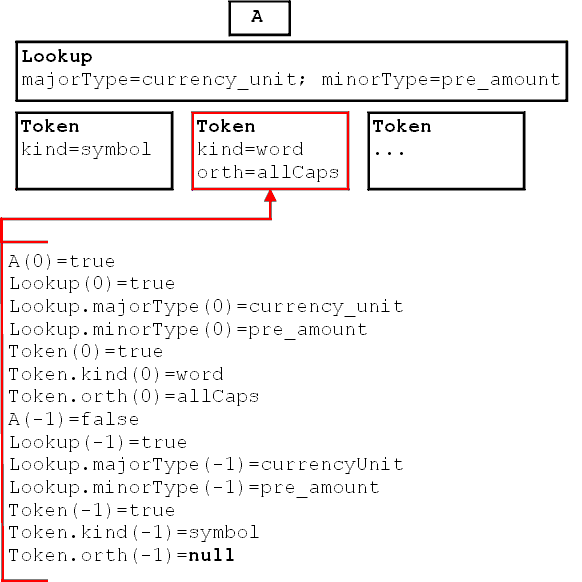 A
Lookup
majorType=currency_unit; minorType=pre_amount
Token Token Token
kind=symbol kind=word ...
orth=allCaps
A(0)=true
Lookup(0)=true
Lookup.majorType(0)=currency_unit
Lookup.minorType(0)=pre_amount
Token(0)=true
Token.kind(0)=word
Token.orth(0)=allCaps
A(-1)=false
Lookup(-1)=true
Lookup.majorType(-1)=currencyUnit
Lookup.minorType(-1)=pre_amount
Token(-1)=true
Token.kind(-1)=symbol
Token.orth(-1)=null